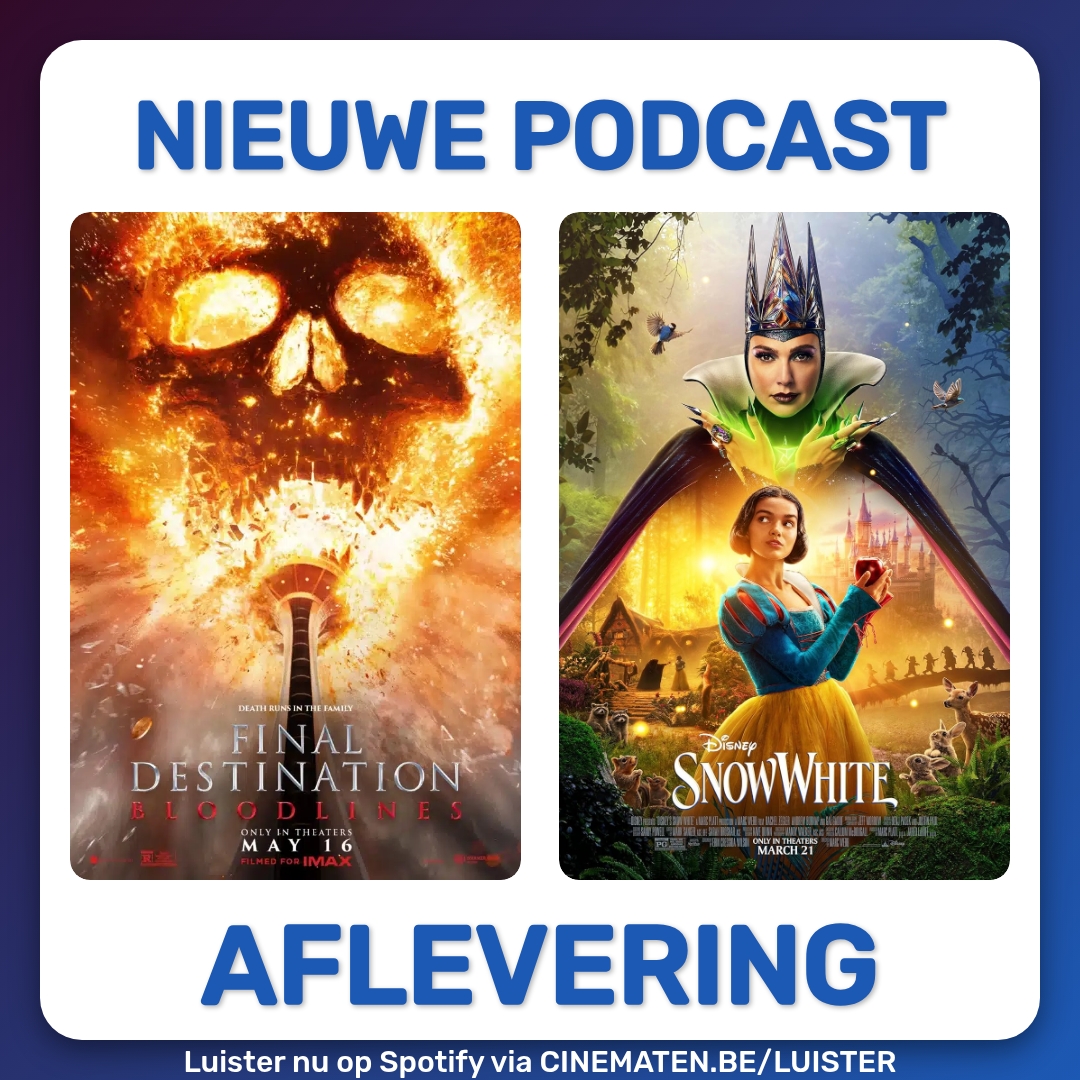 NIEUWE PODCAST
DEATH RUNS IN THE FAMILY
FINAL
DESTINATION
BLOODLINES
ONLY IN THEATERS
MAY 16
FILMED FOR IMAX
Disney
SNOW WHITE
PG
ONLY IN THEATERS
MARCH 21
AFLEVERING
Luister nu op Spotify via CINEMATEN.BE/LUISTER